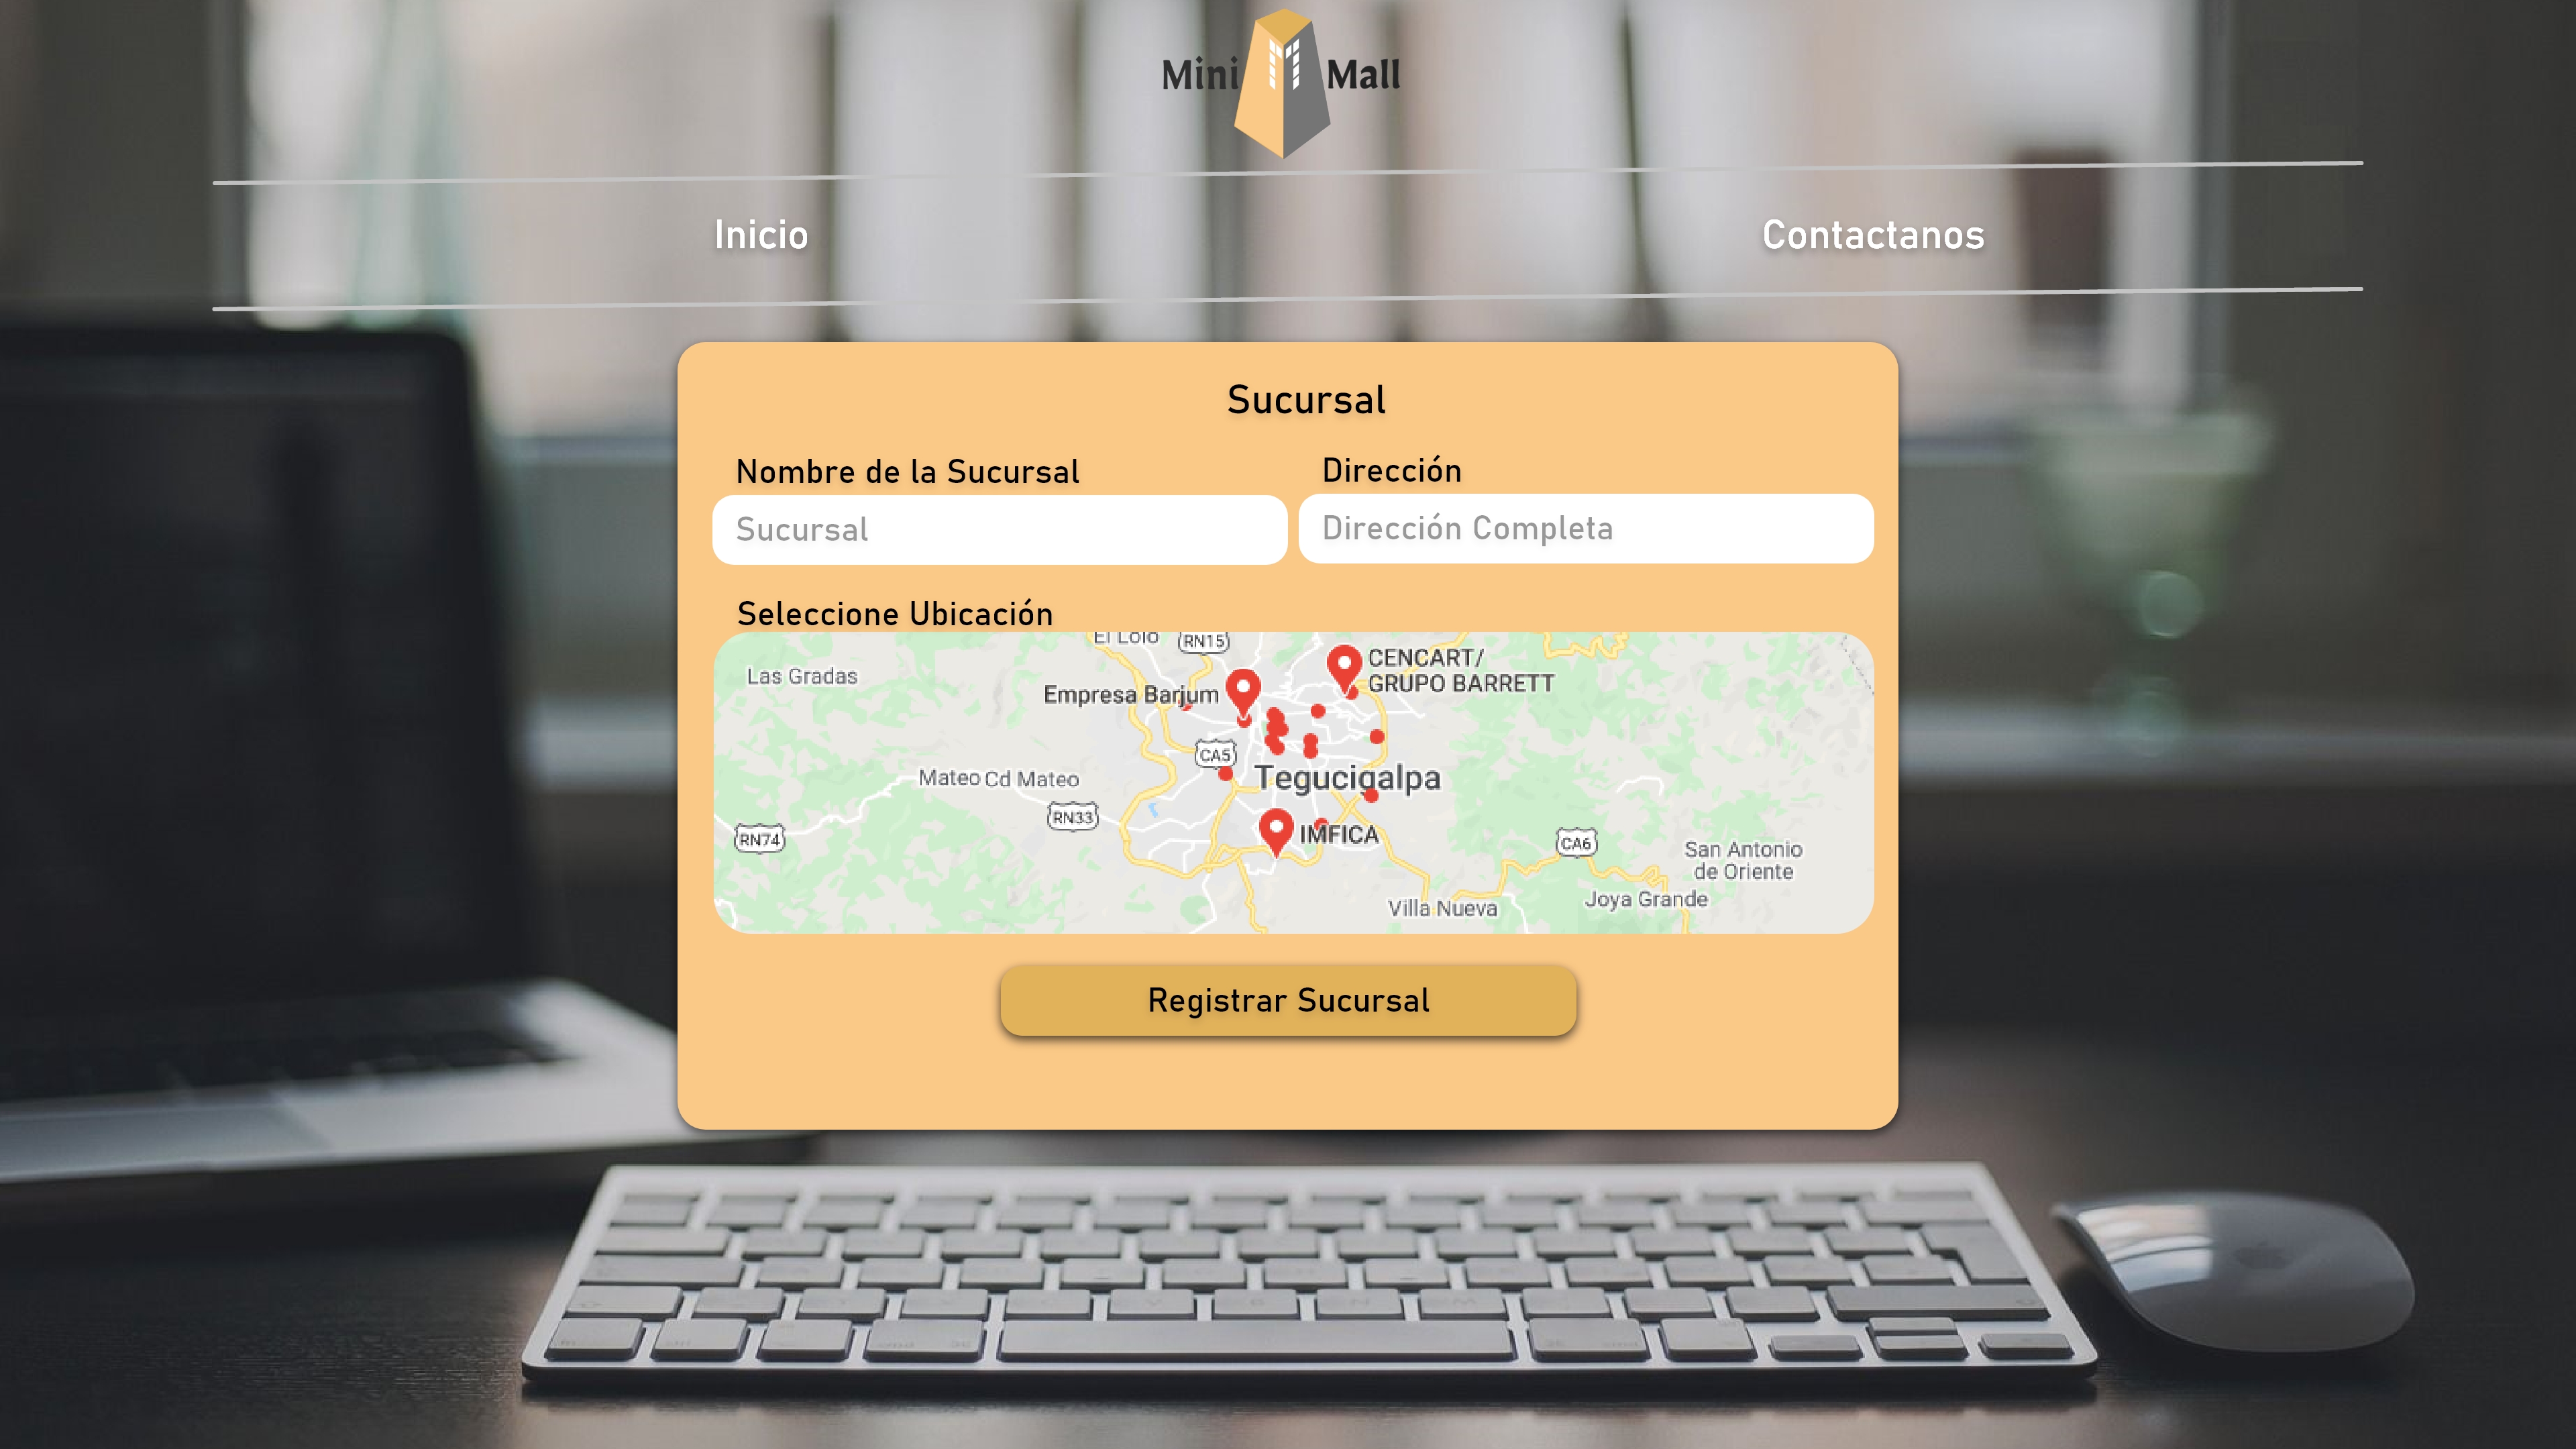 Mini Mall
Inicio
Contactanos
Sucursal
Nombre de la Sucursal
Dirección
Sucursal
Dirección Completa
Seleccione Ubicación
El Lolo
RN15
Las Gradas
CENCART/
GRUPO BARRETT
Empresa Barjum
CA5
Tegucigalpa
Mateo
Cd Mateo
RN33
RN74
IMFICA
CA6
San Antonio
de Oriente
Joya Grande
Villa Nueva
Registrar Sucursal